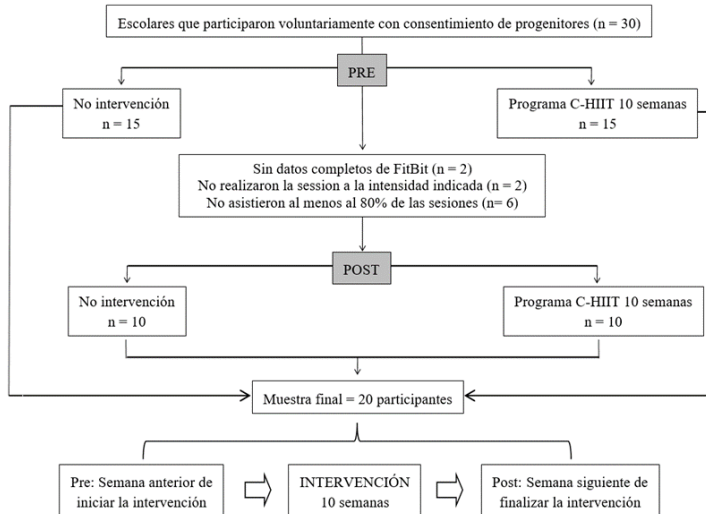 Escolares que participaron voluntariamente con consentimiento de progenitores (n = 30)
PRE
No intervención
n = 15
Programa C-HIIT 10 semanas
n = 15
Sin datos completos de FitBit (n = 2)
No realizaron la session a la intensidad indicada (n = 2)
No asistieron al menos al 80% de las sesiones (n= 6)
POST
No intervención
n = 10
Programa C-HIIT 10 semanas
n = 10
Muestra final = 20 participantes
Pre: Semana anterior de
iniciar la intervención
INTERVENCIÓN
10 semanas
Post: Semana siguiente de
finalizar la intervención